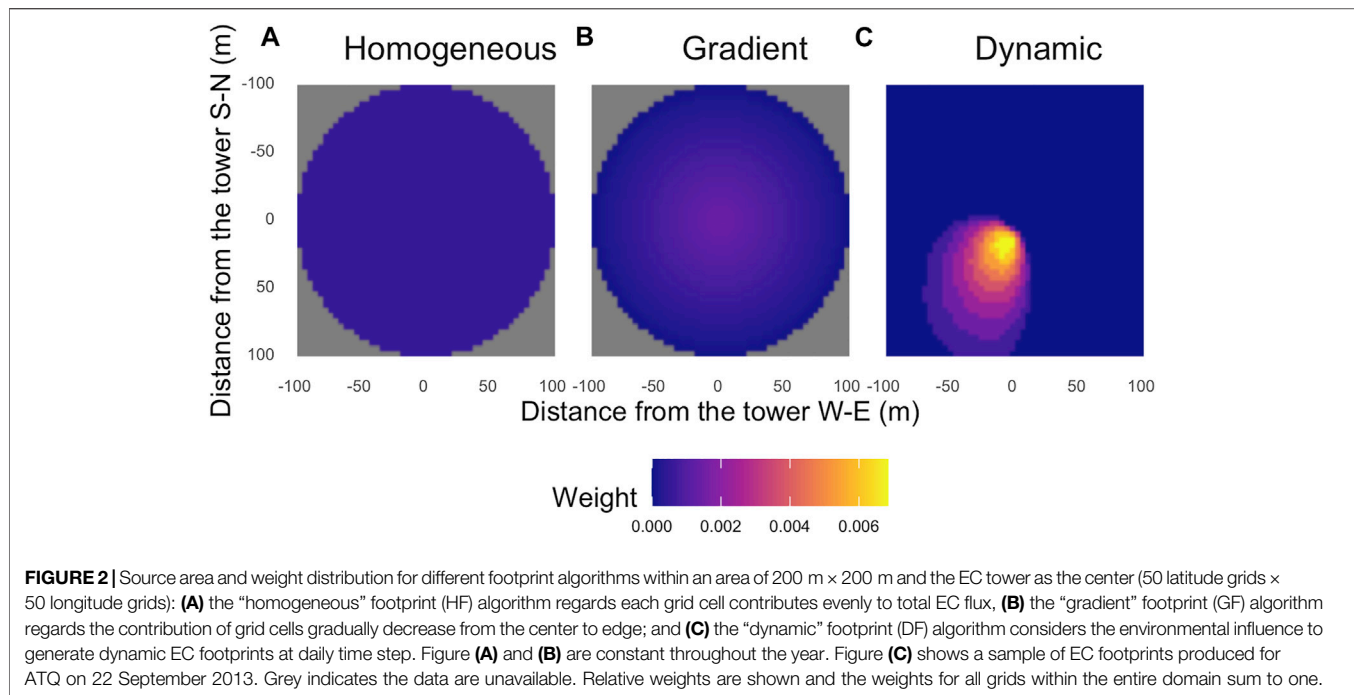 A Homogeneous B Gradient C Dynamic
Distance from the tower S-N (m)
-100
-50
0
50
100
-100 -50 0 50 100 -100 -50 0 50 100 -100 -50 0 50 100
Distance from the tower W-E (m)
Weight
0.000 0.002 0.004 0.006
FIGURE 2 | Source area and weight distribution for different footprint algorithms within an area of 200 m × 200 m and the EC tower as the center (50 latitude grids ×
50 longitude grids): (A) the “homogeneous” footprint (HF) algorithm regards each grid cell contributes evenly to total EC flux, (B) the “gradient” footprint (GF) algorithm
regards the contribution of grid cells gradually decrease from the center to edge; and (C) the “dynamic” footprint (DF) algorithm considers the environmental influence to
generate dynamic EC footprints at daily time step. Figure (A) and (B) are constant throughout the year. Figure (C) shows a sample of EC footprints produced for
ATQ on 22 September 2013. Grey indicates the data are unavailable. Relative weights are shown and the weights for all grids within the entire domain sum to one.